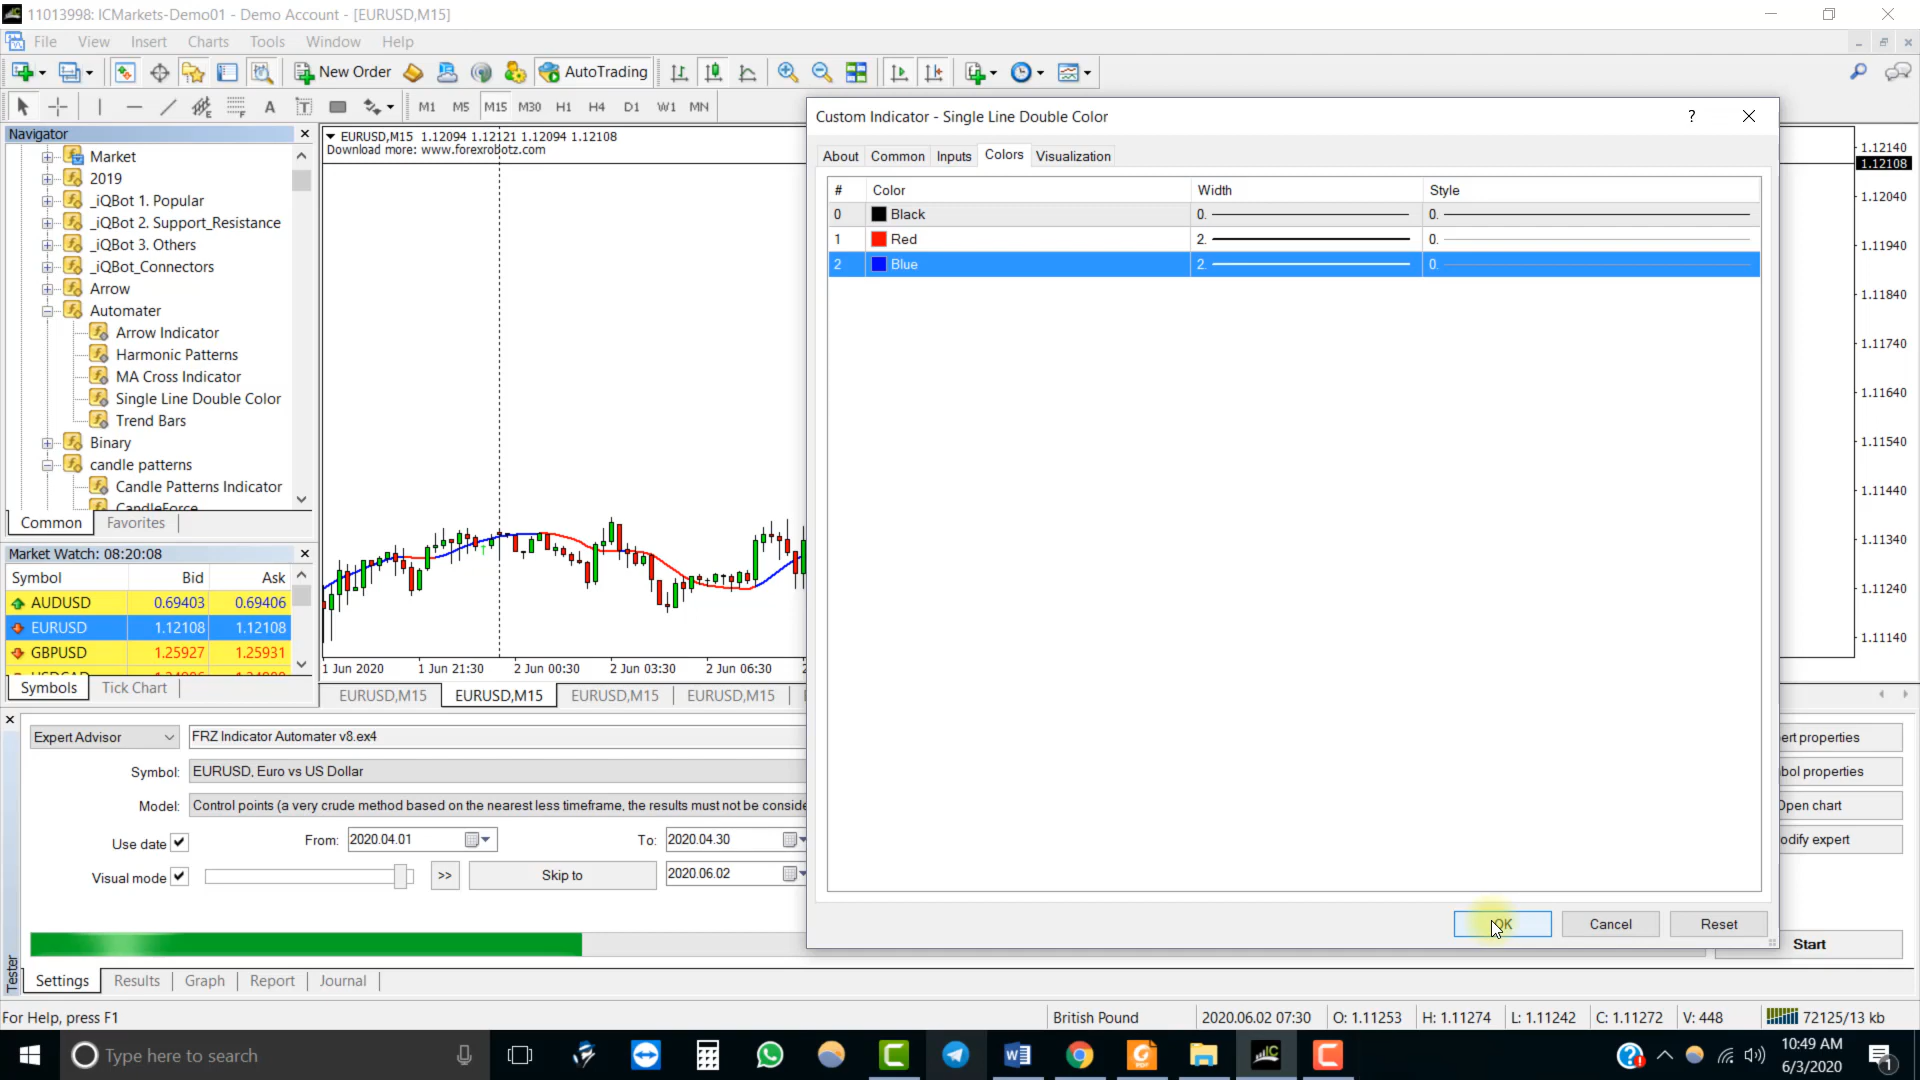 11013998: ICMarkets-Demo01 - Demo Account - [EURUSD,M15]
File View Insert Charts Tools Window Help
New Order
AutoTrading
M1 M5 M15 M30 H1 H4 D1 W1 MN
Navigator
Market
2019
_iQBot 1. Popular
_iQBot 2. Support_Resistance
_iQBot 3. Others
_iQBot_Connectors
Arrow
Automater
Arrow Indicator
Harmonic Patterns
MA Cross Indicator
Single Line Double Color
Trend Bars
Binary
candle patterns
Candle Patterns Indicator
CandleForce
Common Favorites
Market Watch: 08:20:08
Symbol Bid Ask
AUDUSD 0.69403 0.69406
EURUSD 1.12108 1.12108
GBPUSD 1.25927 1.25931
Symbols Tick Chart
EURUSD,M15 1.12094 1.12121 1.12094 1.12108
Download more: www.forexrobotz.com
1 Jun 2020 1 Jun 21:30 2 Jun 00:30 2 Jun 03:30 2 Jun 06:30
EURUSD,M15 EURUSD,M15 EURUSD,M15 EURUSD,M15
Custom Indicator - Single Line Double Color
?
About Common Inputs Colors Visualization
# Color Width Style
0 Black 0. 0.
1 Red 2. 0.
2 Blue 2. 0.
OK Cancel Reset
1.12140
1.12108
1.12040
1.11940
1.11840
1.11740
1.11640
1.11540
1.11440
1.11340
1.11240
1.11140
Tester
Expert Advisor FRZ Indicator Automater v8.ex4
Symbol: EURUSD, Euro vs US Dollar
Model: Control points (a very crude method based on the nearest less timeframe, the results must not be conside
Use date From: 2020.04.01 To: 2020.04.30
Visual mode >> Skip to 2020.06.02
ert properties
bol properties
Open chart
odify expert
Start
Settings Results Graph Report Journal
For Help, press F1
British Pound 2020.06.02 07:30 O: 1.11253 H: 1.11274 L: 1.11242 C: 1.11272 V: 448 72125/13 kb
Type here to search
10:49 AM
6/3/2020
1